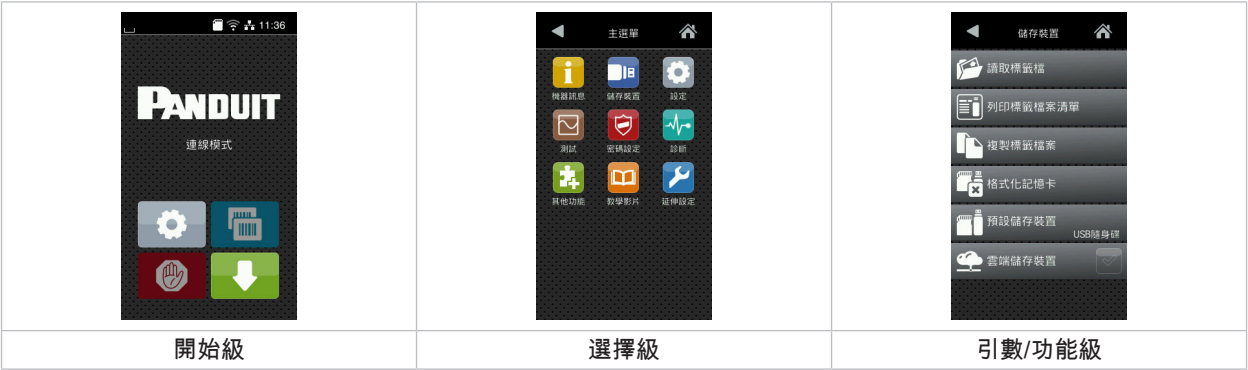 11:36
PANDUIT
連線模式
主選單
機器訊息
儲存裝置
設定
測試
密碼設定
診斷
其他功能
教學影片
延伸設定
儲存裝置
讀取標籤檔
列印標籤檔案清單
複製標籤檔案
格式化記憶卡
預設儲存裝置
USB隨身碟
雲端儲存裝置
開始級
選擇級
引數/功能級